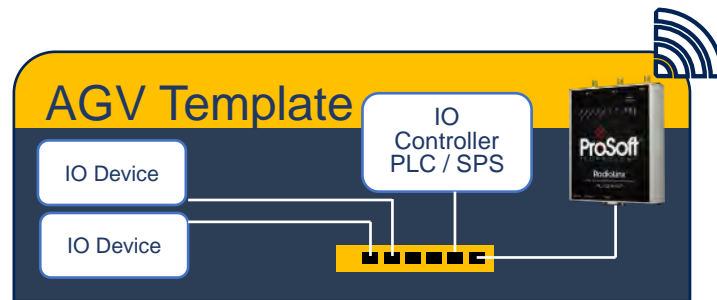 AGV Template
IO
Controller
PLC / SPS
IO Device
IO Device
ProSoft
RadioLinx